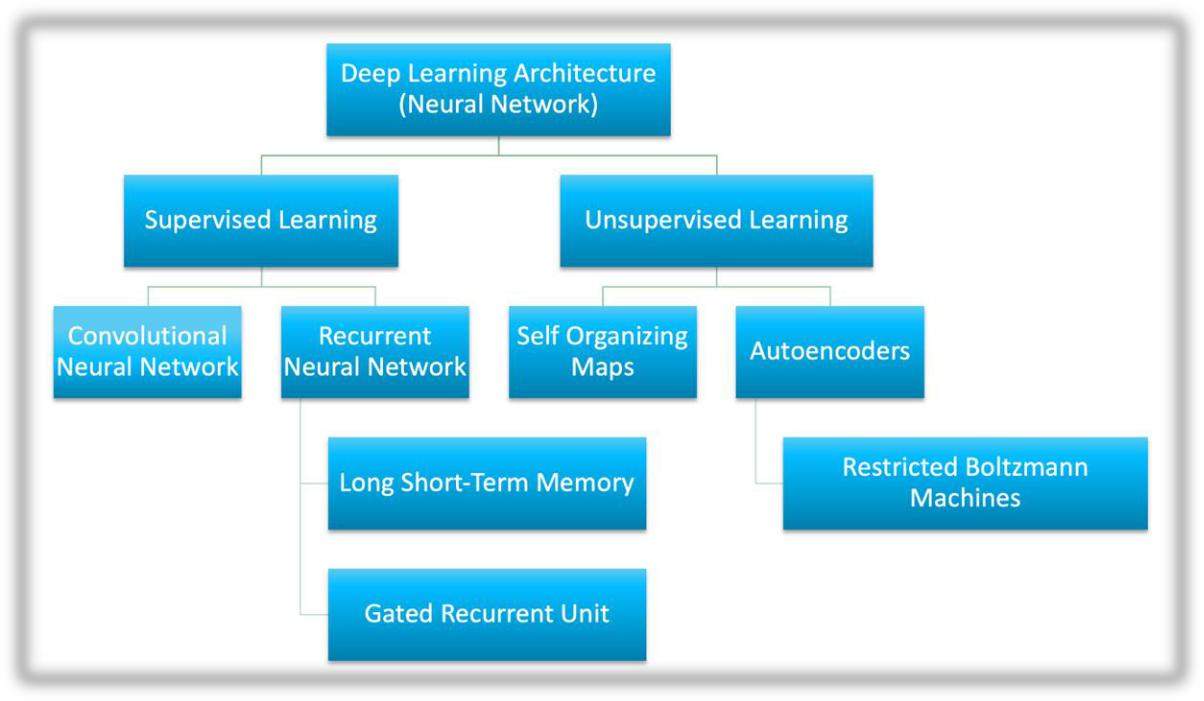 Deep Learning Architecture
(Neural Network)
Supervised Learning
Unsupervised Learning
Convolutional
Neural Network
Recurrent
Neural Network
Self Organizing
Maps
Autoencoders
Long Short-Term Memory
Restricted Boltzmann
Machines
Gated Recurrent Unit